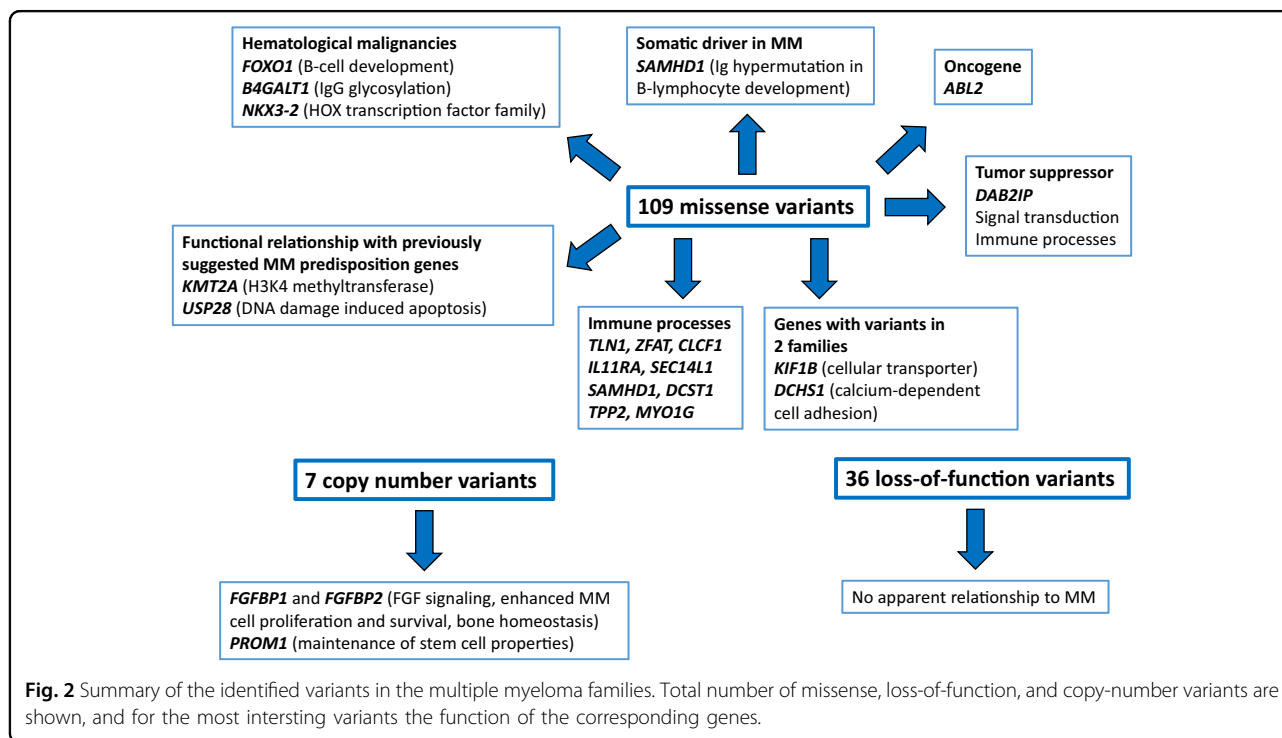 Hematological malignancies
FOXO1 (B-cell development)
B4GALT1 (IgG glycosylation)
NKX3-2 (HOX transcription factor family)
Somatic driver in MM
SAMHD1 (Ig hypermutation in
B-lymphocyte development)
Oncogene
ABL2
109 missense variants
Tumor suppressor
DAB2IP
Signal transduction
Immune processes
Functional relationship with previously
suggested MM predisposition genes
KMT2A (H3K4 methyltransferase)
USP28 (DNA damage induced apoptosis)
Immune processes
TLN1, ZFAT, CLCF1
IL11RA, SEC14L1
SAMHD1, DCST1
TPP2, MYO1G
Genes with variants in
2 families
KIF1B (cellular transporter)
DCHS1 (calcium-dependent
cell adhesion)
7 copy number variants
36 loss-of-function variants
FGFBP1 and FGFBP2 (FGF signaling, enhanced MM
cell proliferation and survival, bone homeostasis)
PROM1 (maintenance of stem cell properties)
No apparent relationship to MM
Fig. 2 Summary of the identified variants in the multiple myeloma families. Total number of missense, loss-of-function, and copy-number variants are
shown, and for the most intersting variants the function of the corresponding genes.